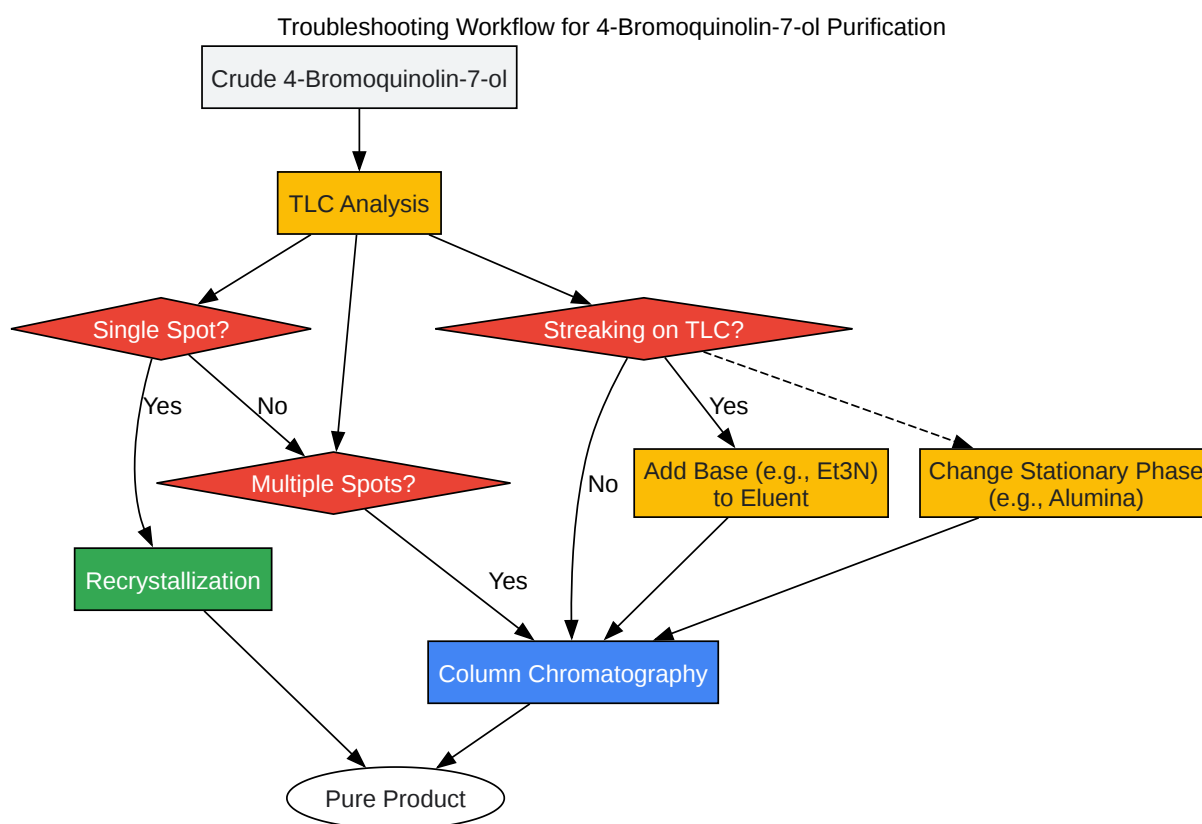 Troubleshooting Workflow for 4-Bromoquinolin-7-ol Purification
Crude 4-Bromoquinolin-7-ol
TLC Analysis
Single Spot?
Streaking on TLC?
Yes
No
Yes
Multiple Spots?
No
Add Base (e.g., Et3N)
to Eluent
Change Stationary Phase
(e.g., Alumina)
Recrystallization
Yes
Column Chromatography
Pure Product